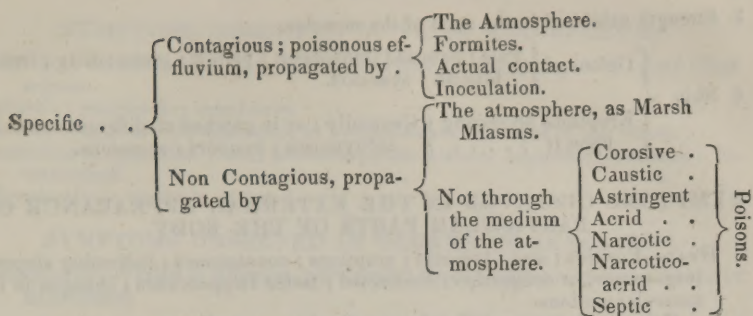 Specific . .
Contagious ; poisonous ef-
fluvium, propagated by .
The Atmosphere.
Formites.
Actual contact.
Inoculation.
Non Contagious, propa-
gated by
The atmosphere, as Marsh
Miasms.
Not through
the medium
of the at-
mosphere.
Corosive .
Caustic .
Astringent
Acrid . .
Narcotic .
Narcotico-
acrid . .
Septic .
Poisons.